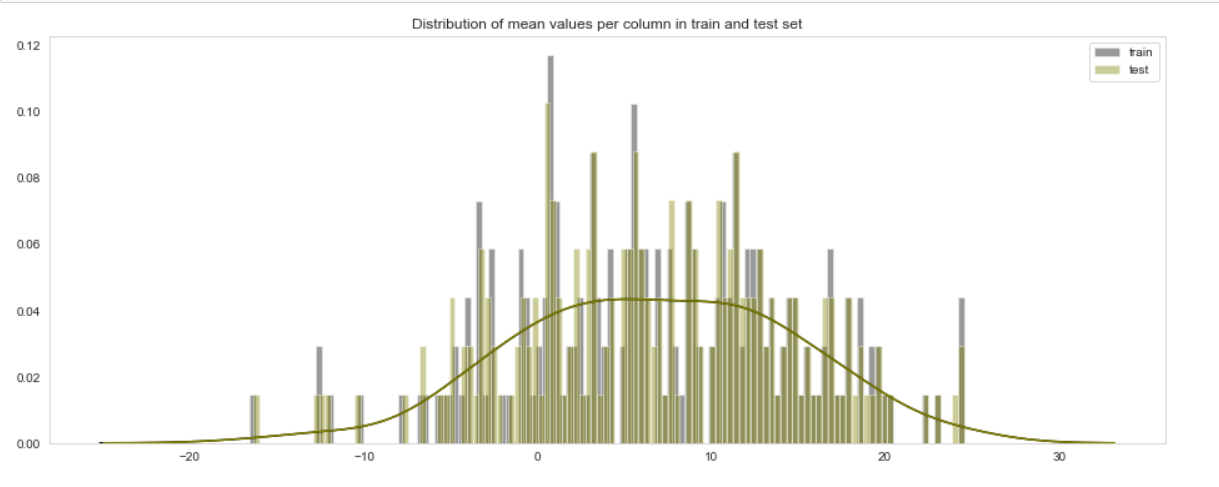 Distribution of mean values per column in train and test set
train
test
0.12
0.10
0.08
0.06
0.04
0.02
0.00
−20 −10 0 10 20 30